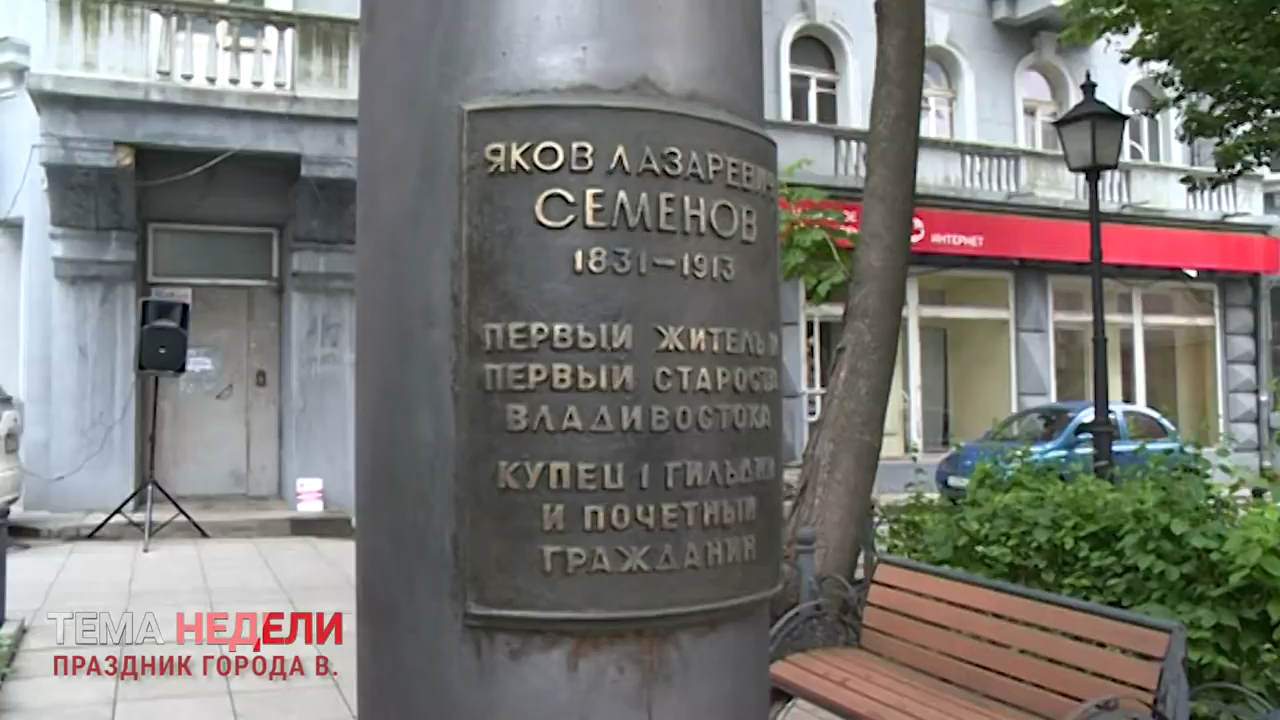 ЯКОВ ЛАЗАРЕВИЧ
СЕМЕНОВ
1831-1913
ПЕРВЫЙ ЖИТЕЛЬ И
ПЕРВЫЙ СТАРОСТА
ВЛАДИВОСТОКА
КУПЕЦ I ГИЛЬДИИ
И ПОЧЕТНЫЙ
ГРАЖДАНИН
ИНТЕРНЕТ
ТЕМА НЕДЕЛИ
ПРАЗДНИК ГОРОДА В.